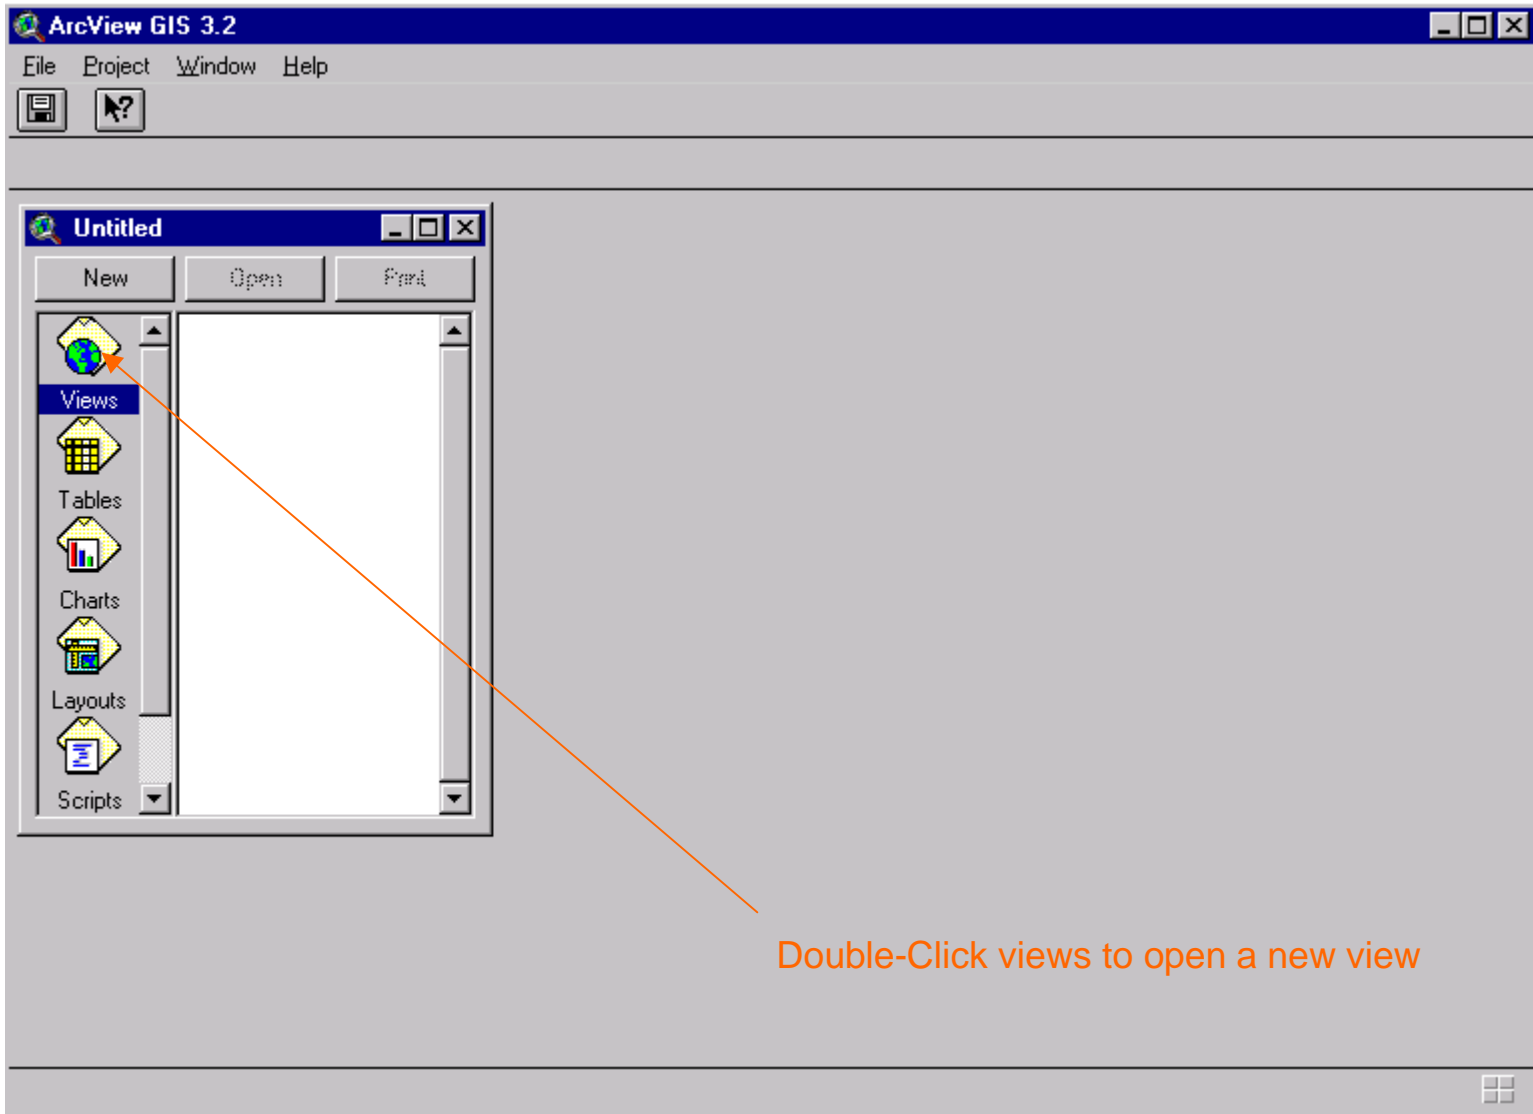 ArcView GIS 3.2
File Project Window Help
Untitled
New Open Print
Views
Tables
Charts
Layouts
Scripts
Double-Click views to open a new view